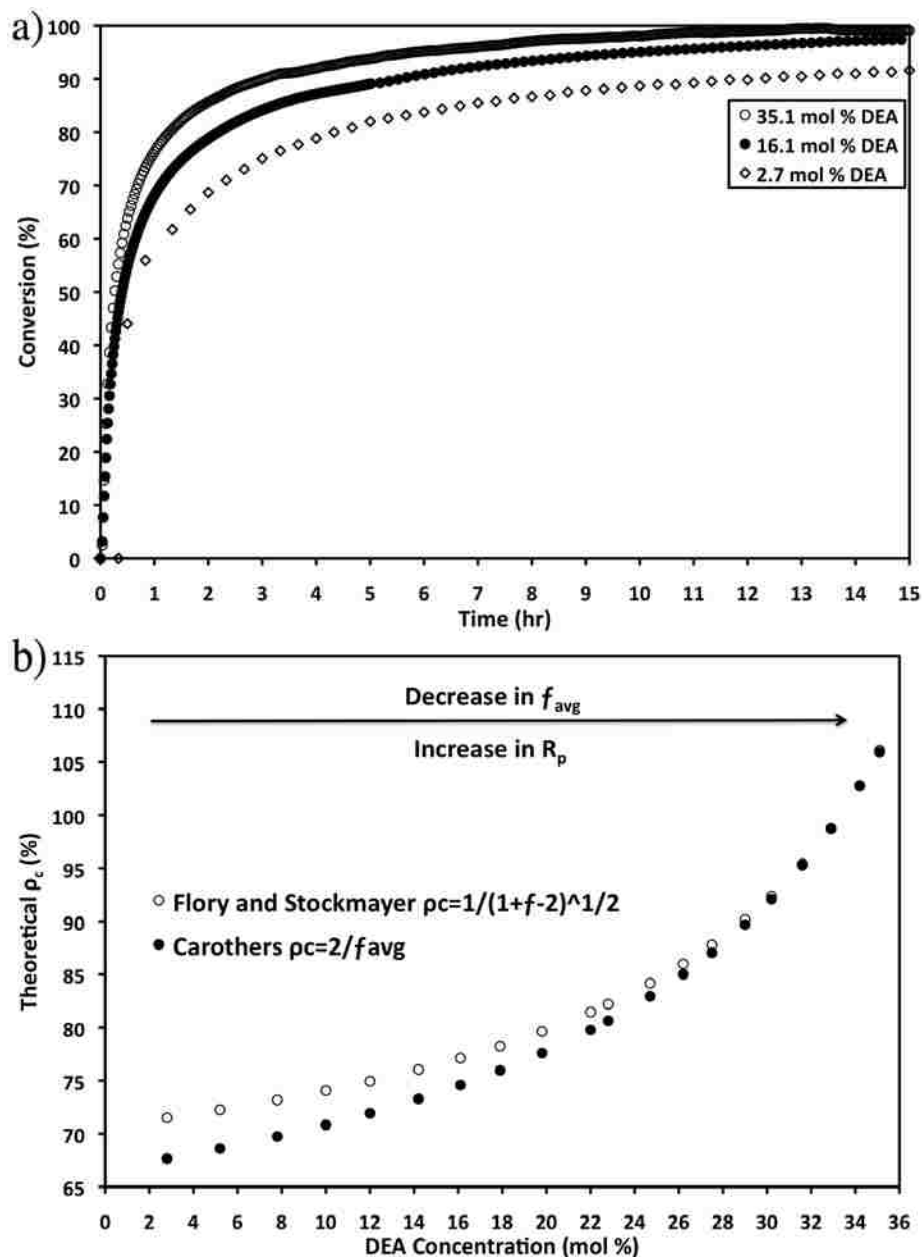 a)
100
90
80
70
60
50
40
30
20
10
0
Conversion (%)
35.1 mol % DEA
16.1 mol % DEA
2.7 mol % DEA
0 1 2 3 4 5 6 7 8 9 10 11 12 13 14 15
Time (hr)
b)
115
110
105
100
95
90
85
80
75
70
65
Theoretical ρc (%)
Decrease in ƒavg
Increase in Rp
Flory and Stockmayer ρc=1/(1+ƒ-2)^1/2
Carothers ρc=2/ƒavg
0 2 4 6 8 10 12 14 16 18 20 22 24 26 28 30 32 34 36
DEA Concentration (mol %)